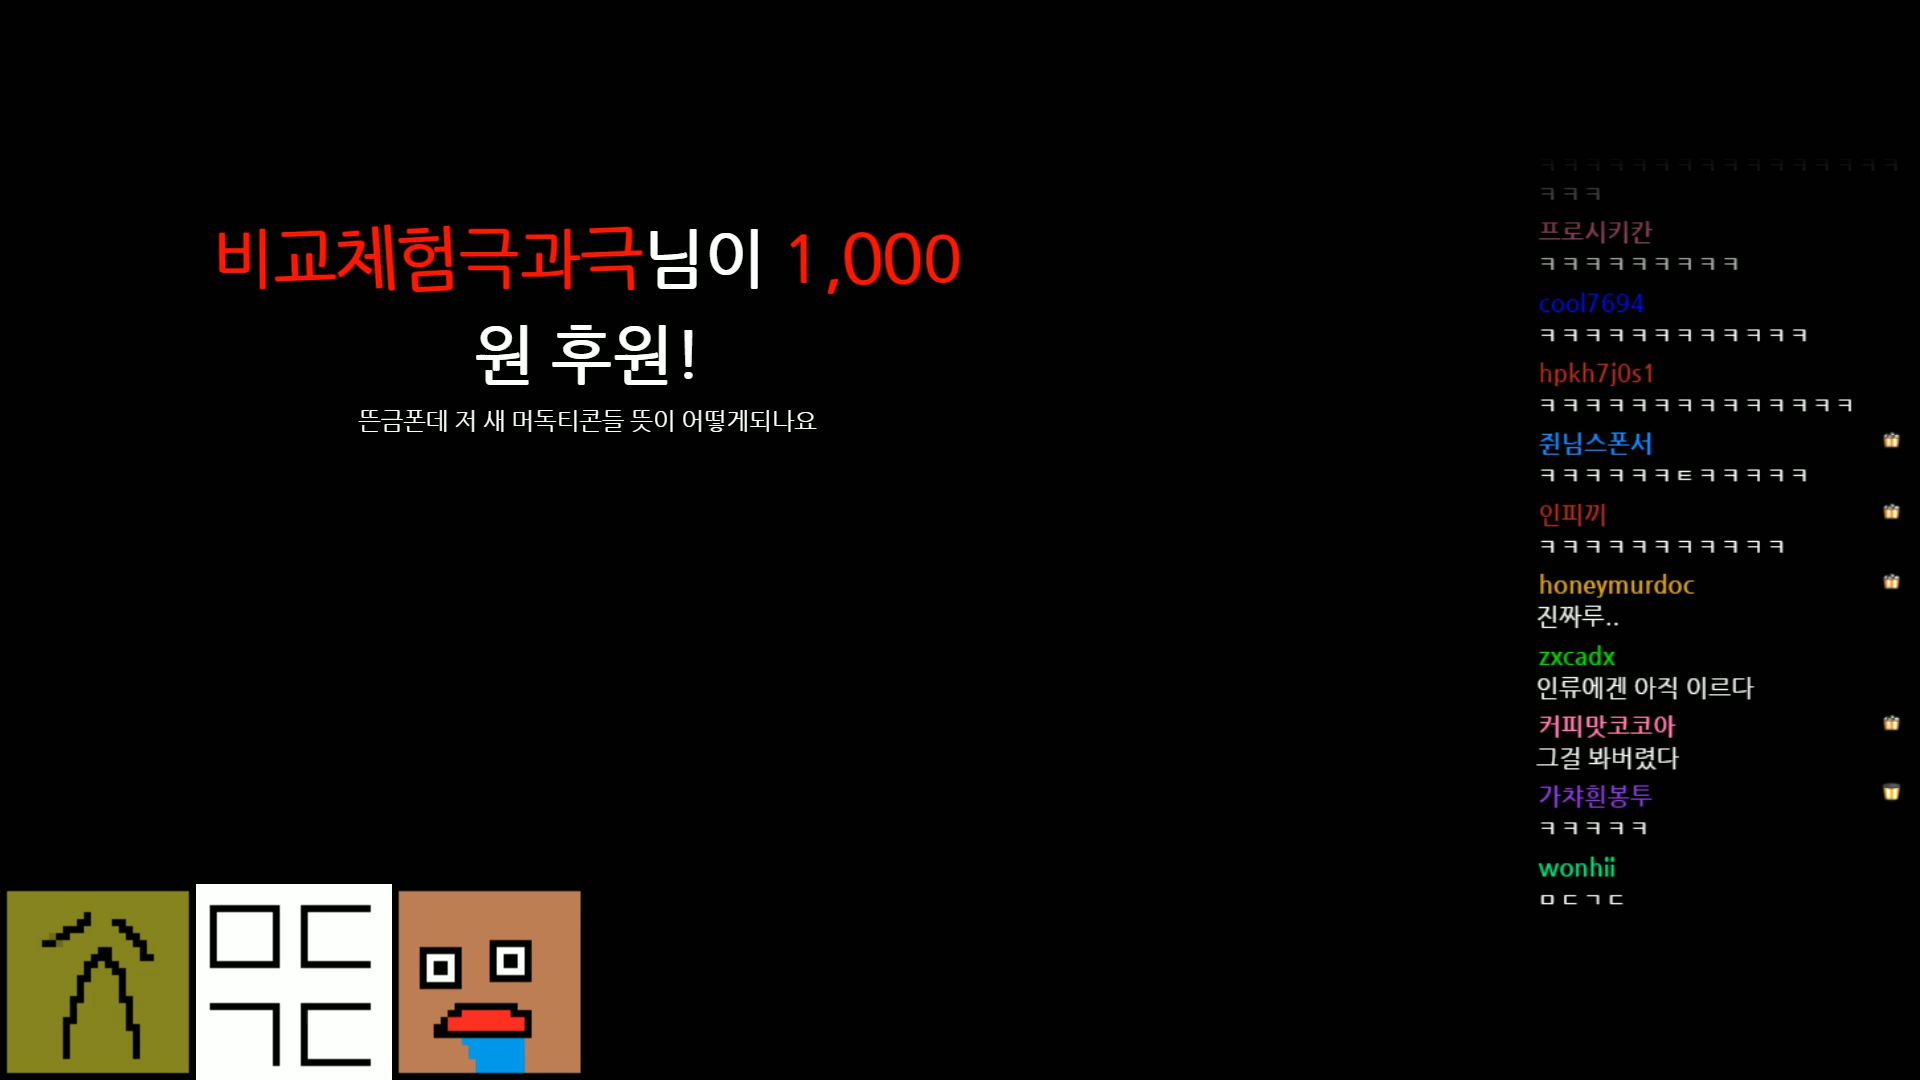 비교체험극과극님이 1,000
원 후원!
뜬금폰데 저 새 머독티콘들 뜻이 어떻게되나요
ㅋㅋㅋㅋㅋㅋㅋㅋㅋㅋㅋㅋㅋㅋㅋㅋ
ㅋㅋㅋ
프로시키칸
ㅋㅋㅋㅋㅋㅋㅋㅋㅋ
cool7694
ㅋㅋㅋㅋㅋㅋㅋㅋㅋㅋㅋㅋ
hpkh7j0s1
ㅋㅋㅋㅋㅋㅋㅋㅋㅋㅋㅋㅋㅋㅋ
쥔님스폰서
ㅋㅋㅋㅋㅋㅋㅌㅋㅋㅋㅋㅋ
인피끼
ㅋㅋㅋㅋㅋㅋㅋㅋㅋㅋㅋ
honeymurdoc
진짜루..
zxcadx
인류에겐 아직 이르다
커피맛코코아
그걸 봐버렸다
가챠흰봉투
ㅋㅋㅋㅋㅋ
wonhii
ㅁㄷㄱㄷ
ㅁㄷ
ㄱㄷ